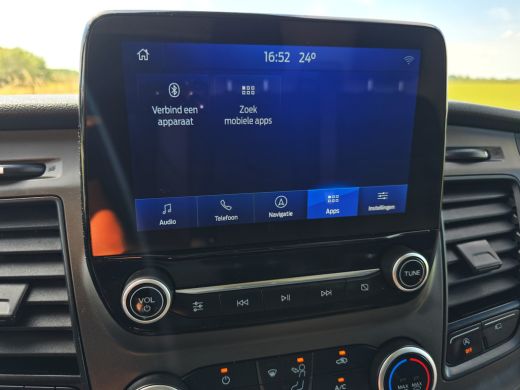 16:52 24°
Verbind een
apparaat
Zoek
mobiele apps
Audio
Telefoon
Navigatie
Apps
Instellingen
VOL
TUNE